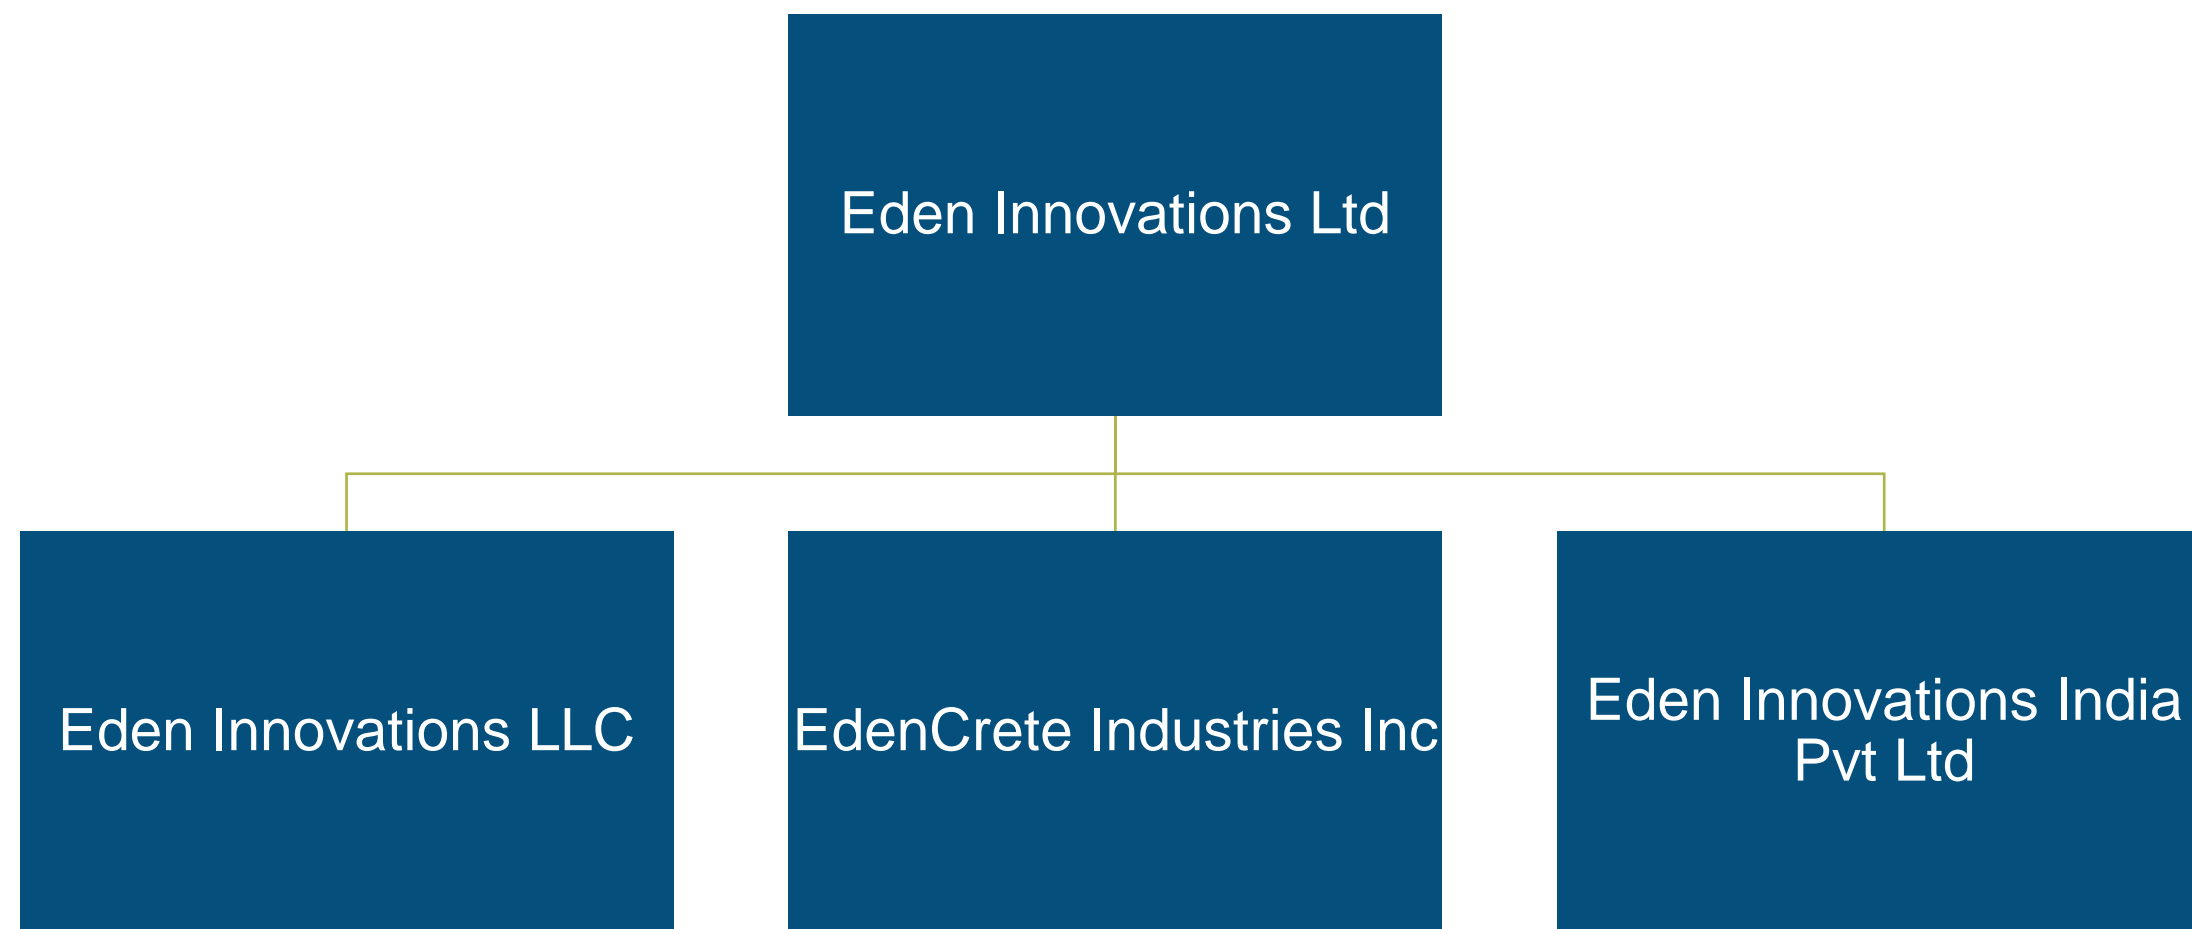 Eden Innovations Ltd
Eden Innovations LLC
EdenCrete Industries Inc
Eden Innovations India
Pvt Ltd